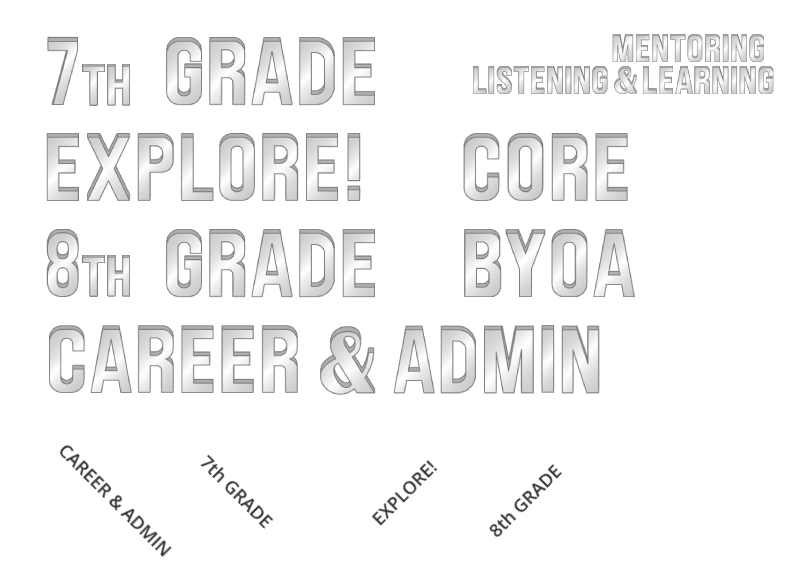 7TH GRADE
MENTORING
LISTENING & LEARNING
EXPLORE!
CORE
8TH GRADE
BYOA
CAREER & ADMIN
CAREER & ADMIN
7th GRADE
EXPLORE!
8th GRADE